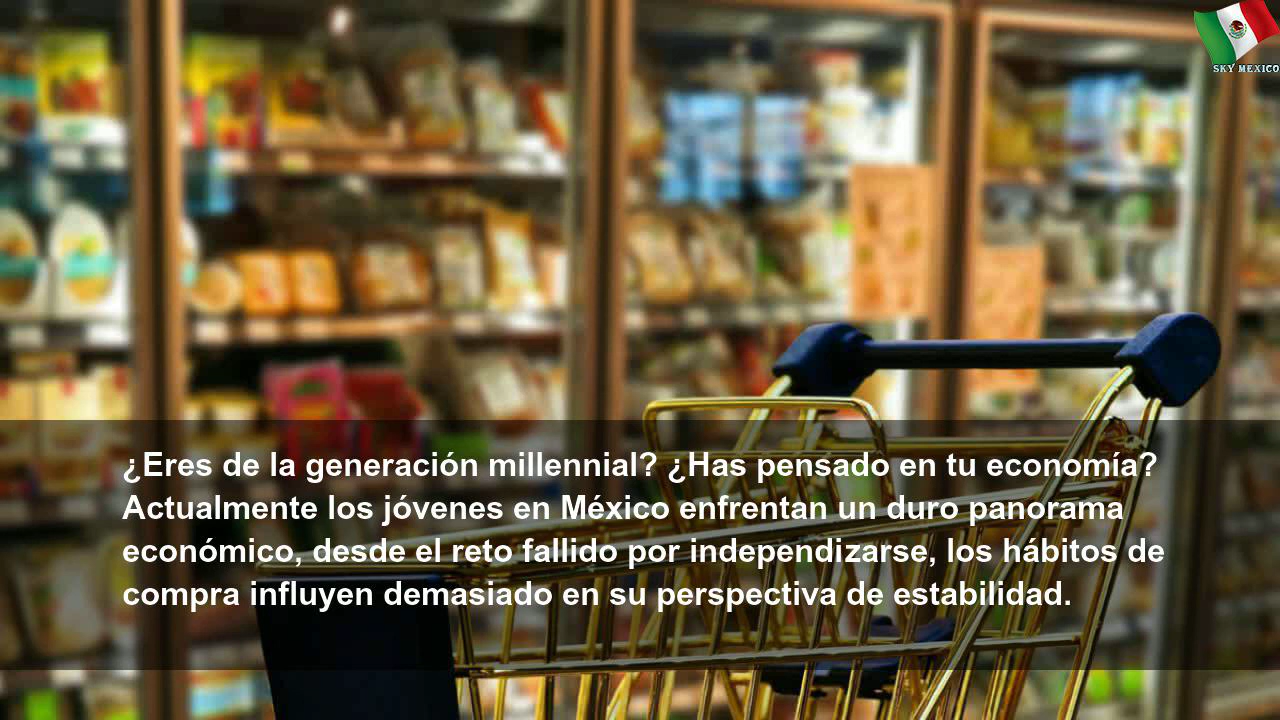 SKY MEXICO
¿Eres de la generación millennial? ¿Has pensado en tu economía?
Actualmente los jóvenes en México enfrentan un duro panorama
económico, desde el reto fallido por independizarse, los hábitos de
compra influyen demasiado en su perspectiva de estabilidad.